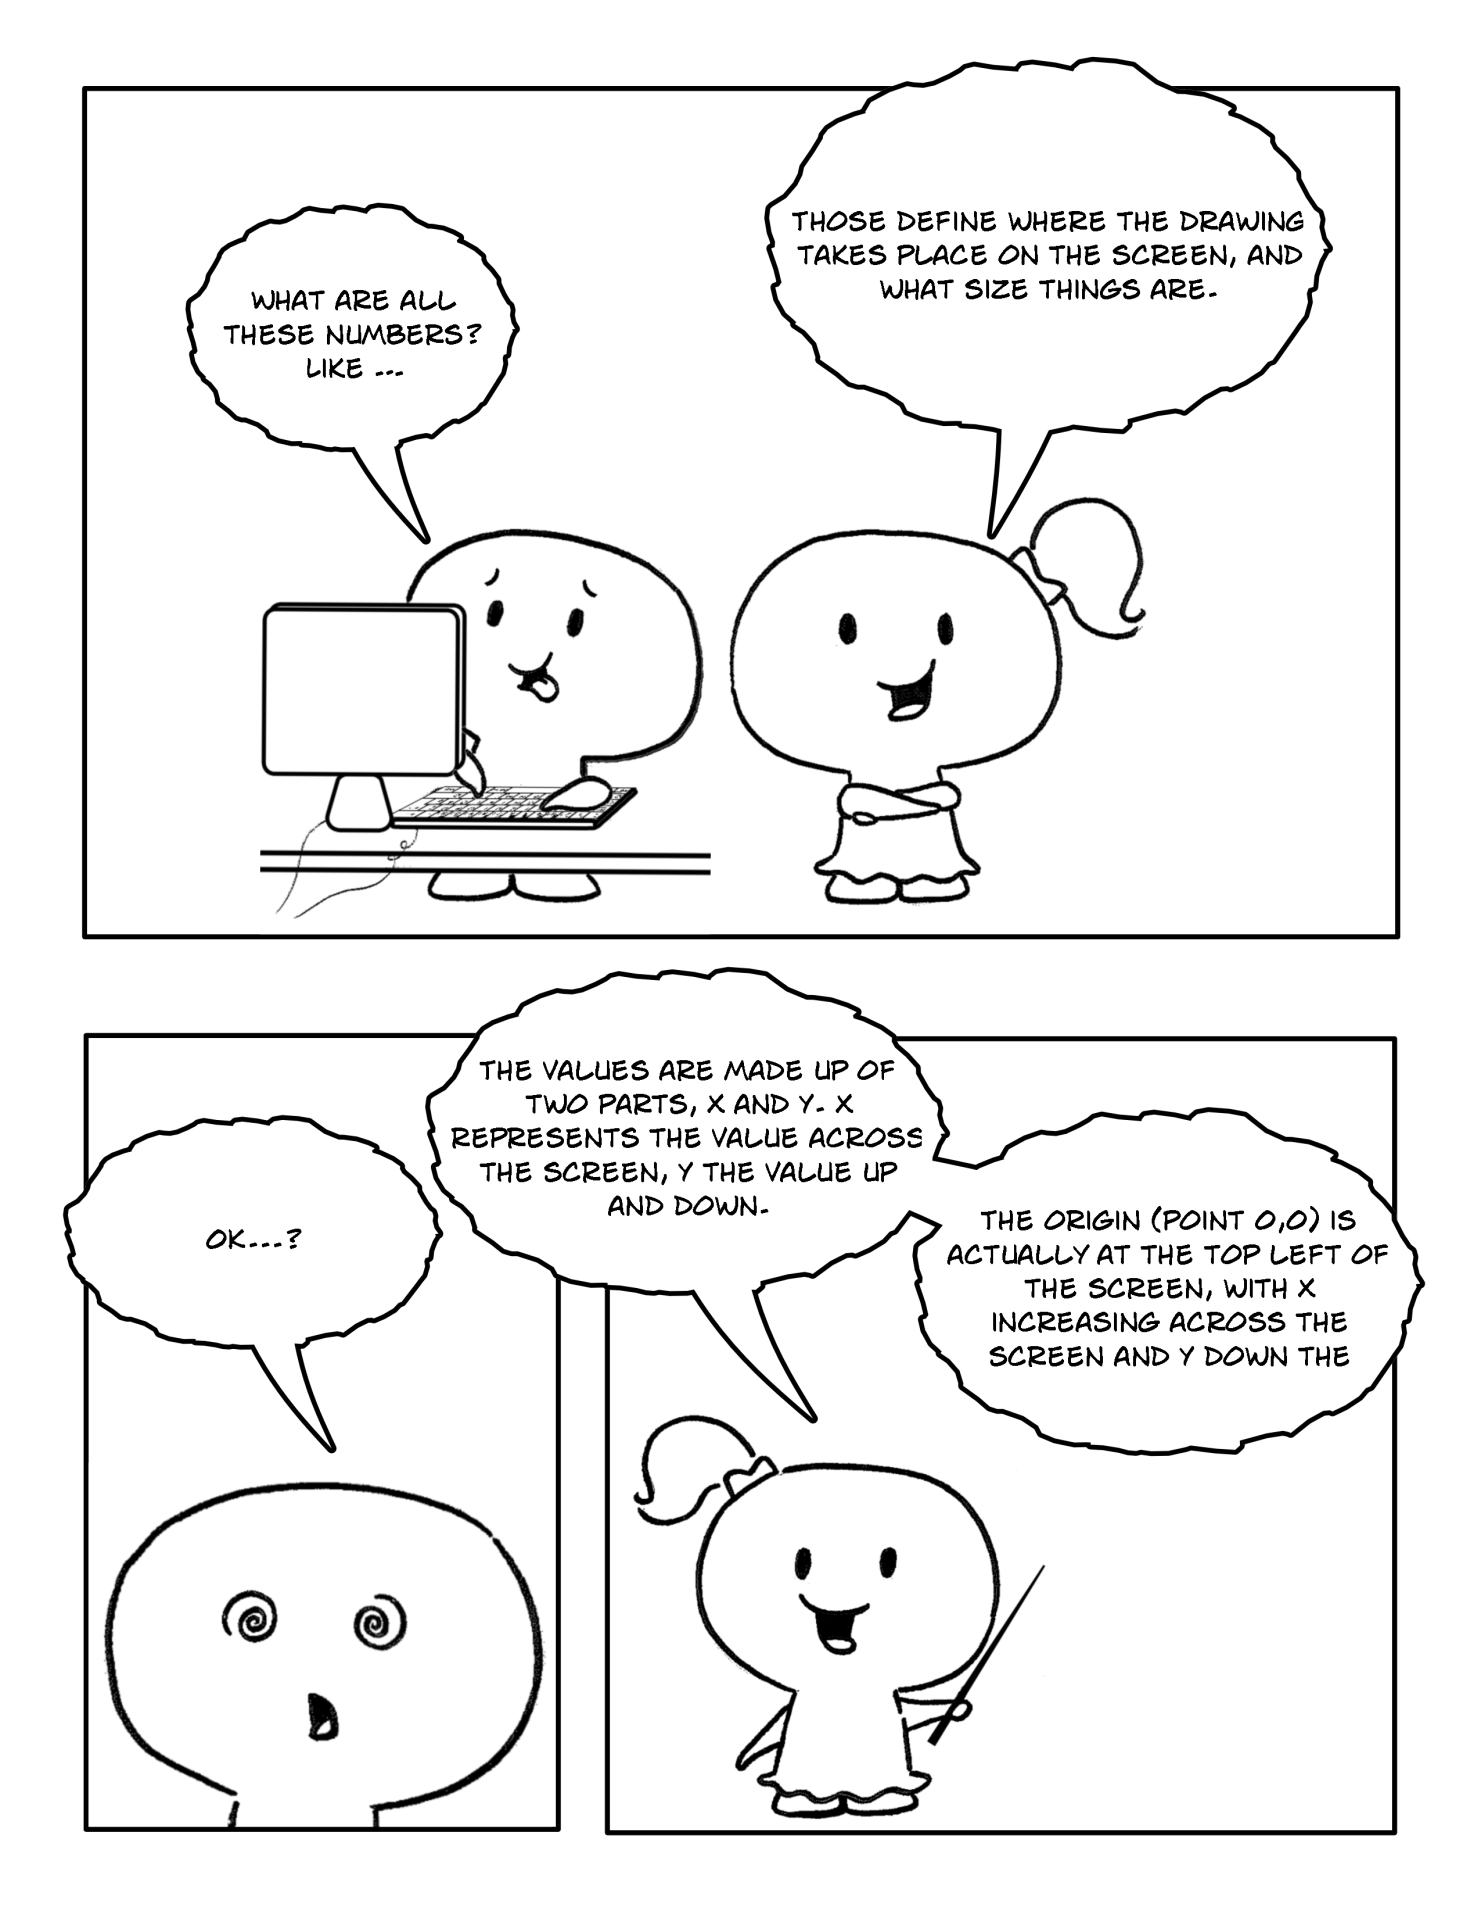 WHAT ARE ALL
THESE NUMBERS?
LIKE ...
THOSE DEFINE WHERE THE DRAWING
TAKES PLACE ON THE SCREEN, AND
WHAT SIZE THINGS ARE.
OK...?
THE VALUES ARE MADE UP OF
TWO PARTS, X AND Y. X
REPRESENTS THE VALUE ACROSS
THE SCREEN, Y THE VALUE UP
AND DOWN.
THE ORIGIN (POINT 0,0) IS
ACTUALLY AT THE TOP LEFT OF
THE SCREEN, WITH X
INCREASING ACROSS THE
SCREEN AND Y DOWN THE